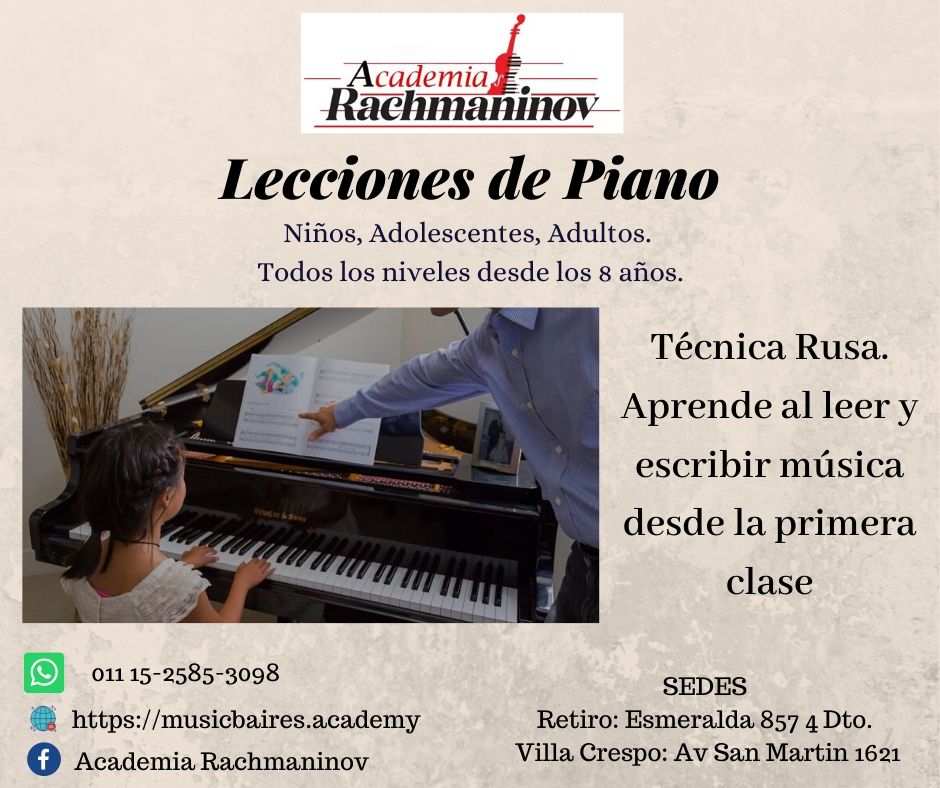 Academia
Rachmaninov
Lecciones de Piano
Niños, Adolescentes, Adultos.
Todos los niveles desde los 8 años.
Técnica Rusa.
Aprende al leer y
escribir música
desde la primera
clase
011 15-2585-3098
https://musicbaires.academy
Academia Rachmaninov
SEDES
Retiro: Esmeralda 857 4 Dto.
Villa Crespo: Av San Martin 1621